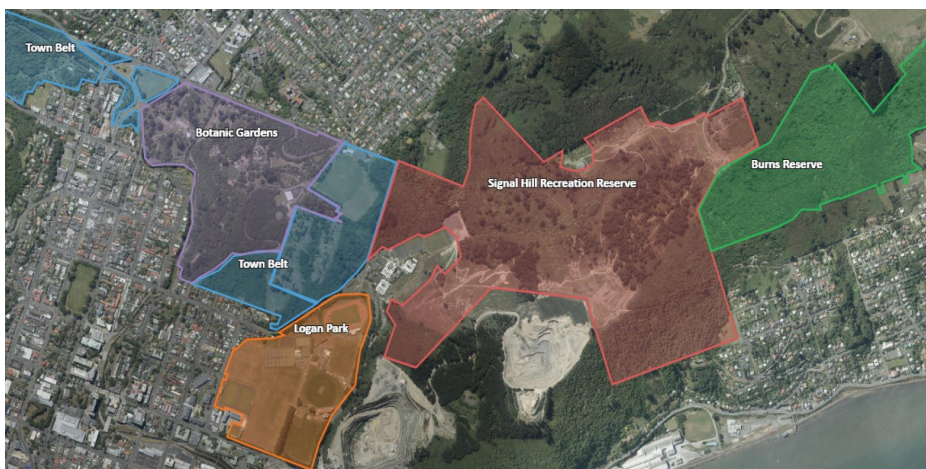 Town Belt
Botanic Gardens
Burns Reserve
Signal Hill Recreation Reserve
Town Belt
Logan Park